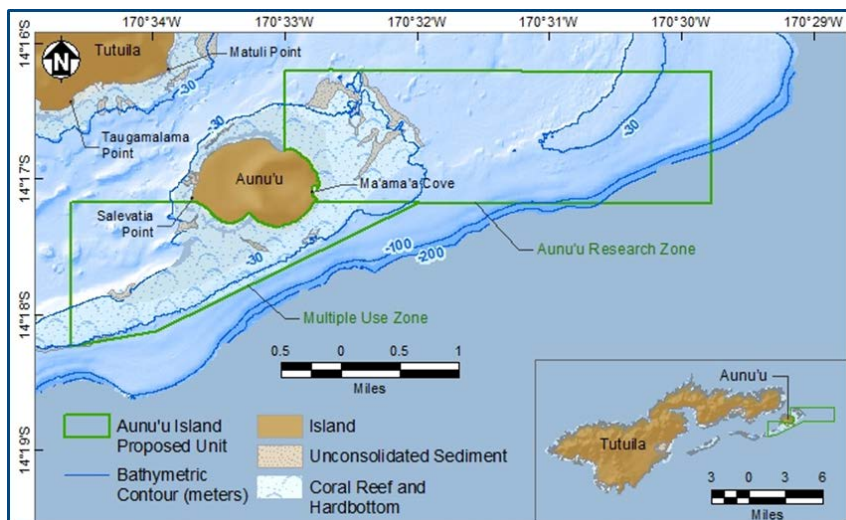 170°34'W
170°33'W
170°32'W
170°31'W
170°30'W
170°29'W
14°16'S
14°17'S
14°18'S
14°19'S
N
Tutuila
Matuli Point
-30
Taugamalama
Point
-30
Aunu'u
Ma'ama'a Cove
Salevatia
Point
-30
-100
-200
Aunu'u Research Zone
Multiple Use Zone
0.5 0 0.5 1
Miles
Aunu'u Island
Proposed Unit
Bathymetric
Contour (meters)
Island
Unconsolidated Sediment
Coral Reef and
Hardbottom
Aunu'u
Tutuila
3 0 3 6
Miles